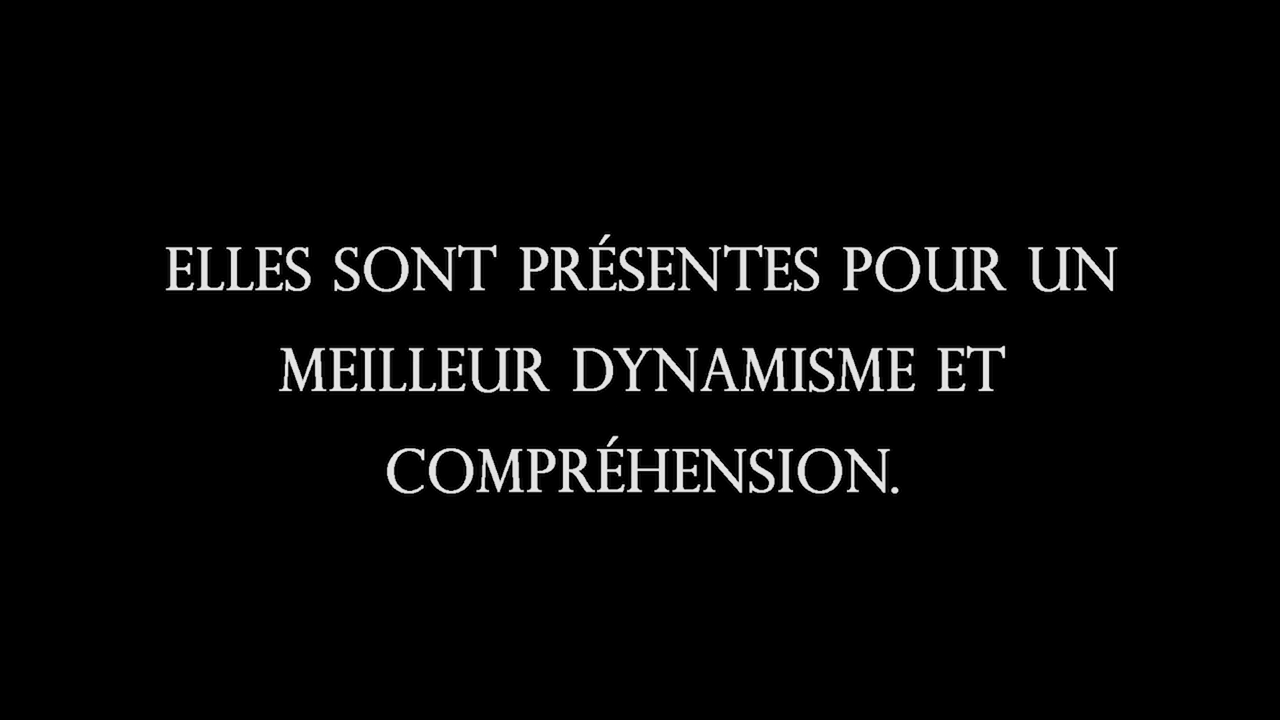 ELLES SONT PRÉSENTES POUR UN
MEILLEUR DYNAMISME ET
COMPRÉHENSION.